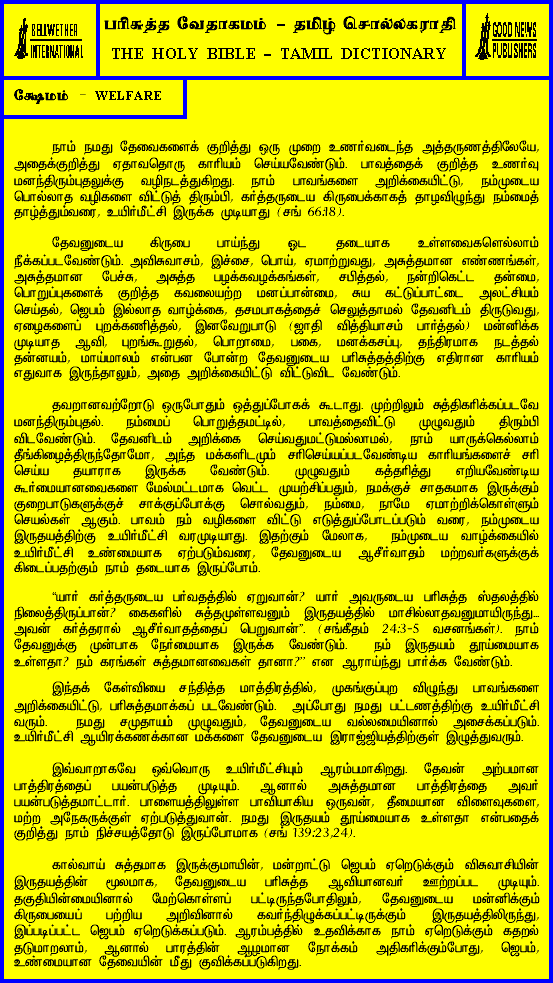 BELLWETHER
INTERNATIONAL
பரிசுத்த வேதாகமம் - தமிழ் சொல்லகராதி
THE HOLY BIBLE - TAMIL DICTIONARY
GOOD NEWS
PUBLISHERS
க்ஷேமம் - WELFARE
நாம் நமது தேவைகளைக் குறித்து ஒரு முறை உணர்வடைந்த அத்தருணத்திலேயே,
அதைக்குறித்து ஏதாவதொரு காரியம் செய்யவேண்டும். பாவத்தைக் குறித்த உணர்வு
மனந்திரும்புதலுக்கு வழிநடத்துகிறது. நாம் பாவங்களை அறிக்கையிட்டு, நம்முடைய
பொல்லாத வழிகளை விட்டுத் திரும்பி, கர்த்தருடைய கிருபைக்காகத் தாழவிழுந்து நம்மைத்
தாழ்த்தும்வரை, உயிர்மீட்சி இருக்க முடியாது (சங் 66:18).
தேவனுடைய கிருபை பாய்ந்து ஓட தடையாக உள்ளவைகளெல்லாம்
நீக்கப்படவேண்டும். அவிசுவாசம், இச்சை, பொய், ஏமாற்றுவது, அசுத்தமான எண்ணங்கள்,
அசுத்தமான பேச்சு, அசுத்த பழக்கவழக்கங்கள், சபித்தல், நன்றிகெட்ட தன்மை,
பொறுப்புகளைக் குறித்த கவலையற்ற மனப்பான்மை, சுய கட்டுப்பாட்டை அலட்சியம்
செய்தல், ஜெபம் இல்லாத வாழ்க்கை, தசமபாகத்தைச் செலுத்தாமல் தேவனிடம் திருடுவது,
ஏழைகளைப் புறக்கணித்தல், இனவேறுபாடு (ஜாதி வித்தியாசம் பார்த்தல்) மன்னிக்க
முடியாத ஆவி, புறங்கூறுதல், பொறாமை, பகை, மனக்கசப்பு, தந்திரமாக நடத்தல்
தன்னயம், மாய்மாலம் என்பன போன்ற தேவனுடைய பரிசுத்தத்திற்கு எதிரான காரியம்
எதுவாக இருந்தாலும், அதை அறிக்கையிட்டு விட்டுவிட வேண்டும்.
தவறானவற்றோடு ஒருபோதும் ஒத்துப்போகக் கூடாது. முற்றிலும் சுத்திகரிக்கப்படவே
மனந்திரும்புதல். நம்மைப் பொறுத்தமட்டில், பாவத்தைவிட்டு முழுவதும் திரும்பி
விடவேண்டும். தேவனிடம் அறிக்கை செய்வதுமட்டுமல்லாமல், நாம் யாருக்கெல்லாம்
தீங்கிழைத்திருந்தோமோ, அந்த மக்களிடமும் சரிசெய்யப்படவேண்டிய காரியங்களைச் சரி
செய்ய தயாராக இருக்க வேண்டும். முழுவதும் கத்தரித்து எறியவேண்டிய
கூர்மையானவைகளை மேல்மட்டமாக வெட்ட முயற்சிப்பதும், நமக்குச் சாதகமாக இருக்கும்
குறைபாடுகளுக்குச் சாக்குப்போக்கு சொல்வதும், நம்மை, நாமே ஏமாற்றிக்கொள்ளும்
செயல்கள் ஆகும். பாவம் நம் வழிகளை விட்டு எடுத்துப்போடப்படும் வரை, நம்முடைய
இருதயத்திற்கு உயிர்மீட்சி வரமுடியாது. இதற்கும் மேலாக, நம்முடைய வாழ்க்கையில்
உயிர்மீட்சி உண்மையாக ஏற்படும்வரை, தேவனுடைய ஆசீர்வாதம் மற்றவர்களுக்குக்
கிடைப்பதற்கும் நாம் தடையாக இருப்போம்.
“யார் கர்த்தருடைய பர்வதத்தில் ஏறுவான்? யார் அவருடைய பரிசுத்த ஸ்தலத்தில்
நிலைத்திருப்பான்? கைகளில் சுத்தமுள்ளவனும் இருதயத்தில் மாசில்லாதவனுமாயிருந்து...
அவன் கர்த்தரால் ஆசீர்வாதத்தைப் பெறுவான்”. (சங்கீதம் 24:3-5 வசனங்கள்). நாம்
தேவனுக்கு முன்பாக நேர்மையாக இருக்க வேண்டும். நம் இருதயம் தூய்மையாக
உள்ளதா? நம் கரங்கள் சுத்தமானவைகள் தானா?’’ என ஆராய்ந்து பார்க்க வேண்டும்.
இந்தக் கேள்வியை சந்தித்த மாத்திரத்தில், முகங்குப்புற விழுந்து பாவங்களை
அறிக்கையிட்டு, பரிசுத்தமாக்கப் படவேண்டும். அப்போது நமது பட்டணத்திற்கு உயிர்மீட்சி
வரும். நமது சமுதாயம் முழுவதும், தேவனுடைய வல்லமையினால் அசைக்கப்படும்.
உயிர்மீட்சி ஆயிரக்கணக்கான மக்களை தேவனுடைய இராஜ்ஜியத்திற்குள் இழுத்துவரும்.
இவ்வாறாகவே ஒவ்வொரு உயிர்மீட்சியும் ஆரம்பமாகிறது. தேவன் அற்பமான
பாத்திரத்தைப் பயன்படுத்த முடியும். ஆனால் அசுத்தமான பாத்திரத்தை அவர்
பயன்படுத்தமாட்டார். பாளையத்திலுள்ள பாவியாகிய ஒருவன், தீமையான விளைவுகளை,
மற்ற அநேகருக்குள் ஏற்படுத்துவான். நமது இருதயம் தூய்மையாக உள்ளதா என்பதைக்
குறித்து நாம் நிச்சயத்தோடு இருப்போமாக (சங் 139:23,24).
கால்வாய் சுத்தமாக இருக்குமாயின், மன்றாட்டு ஜெபம் ஏறெடுக்கும் விசுவாசியின்
இருதயத்தின் மூலமாக, தேவனுடைய பரிசுத்த ஆவியானவர் ஊற்றப்பட முடியும்.
தகுதியின்மையினால் மேற்கொள்ளப் பட்டிருந்தபோதிலும், தேவனுடைய மன்னிக்கும்
கிருபையைப் பற்றிய அறிவினால் கவர்ந்திழுக்கப்பட்டிருக்கும் இருதயத்திலிருந்து,
இப்படிப்பட்ட ஜெபம் ஏறெடுக்கப்படும். ஆரம்பத்தில் உதவிக்காக நாம் ஏறெடுக்கும் கதறல்
தடுமாறலாம், ஆனால் பாரத்தின் ஆழமான நோக்கம் அதிகரிக்கும்போது, ஜெபம்,
உண்மையான தேவையின் மீது குவிக்கப்படுகிறது.